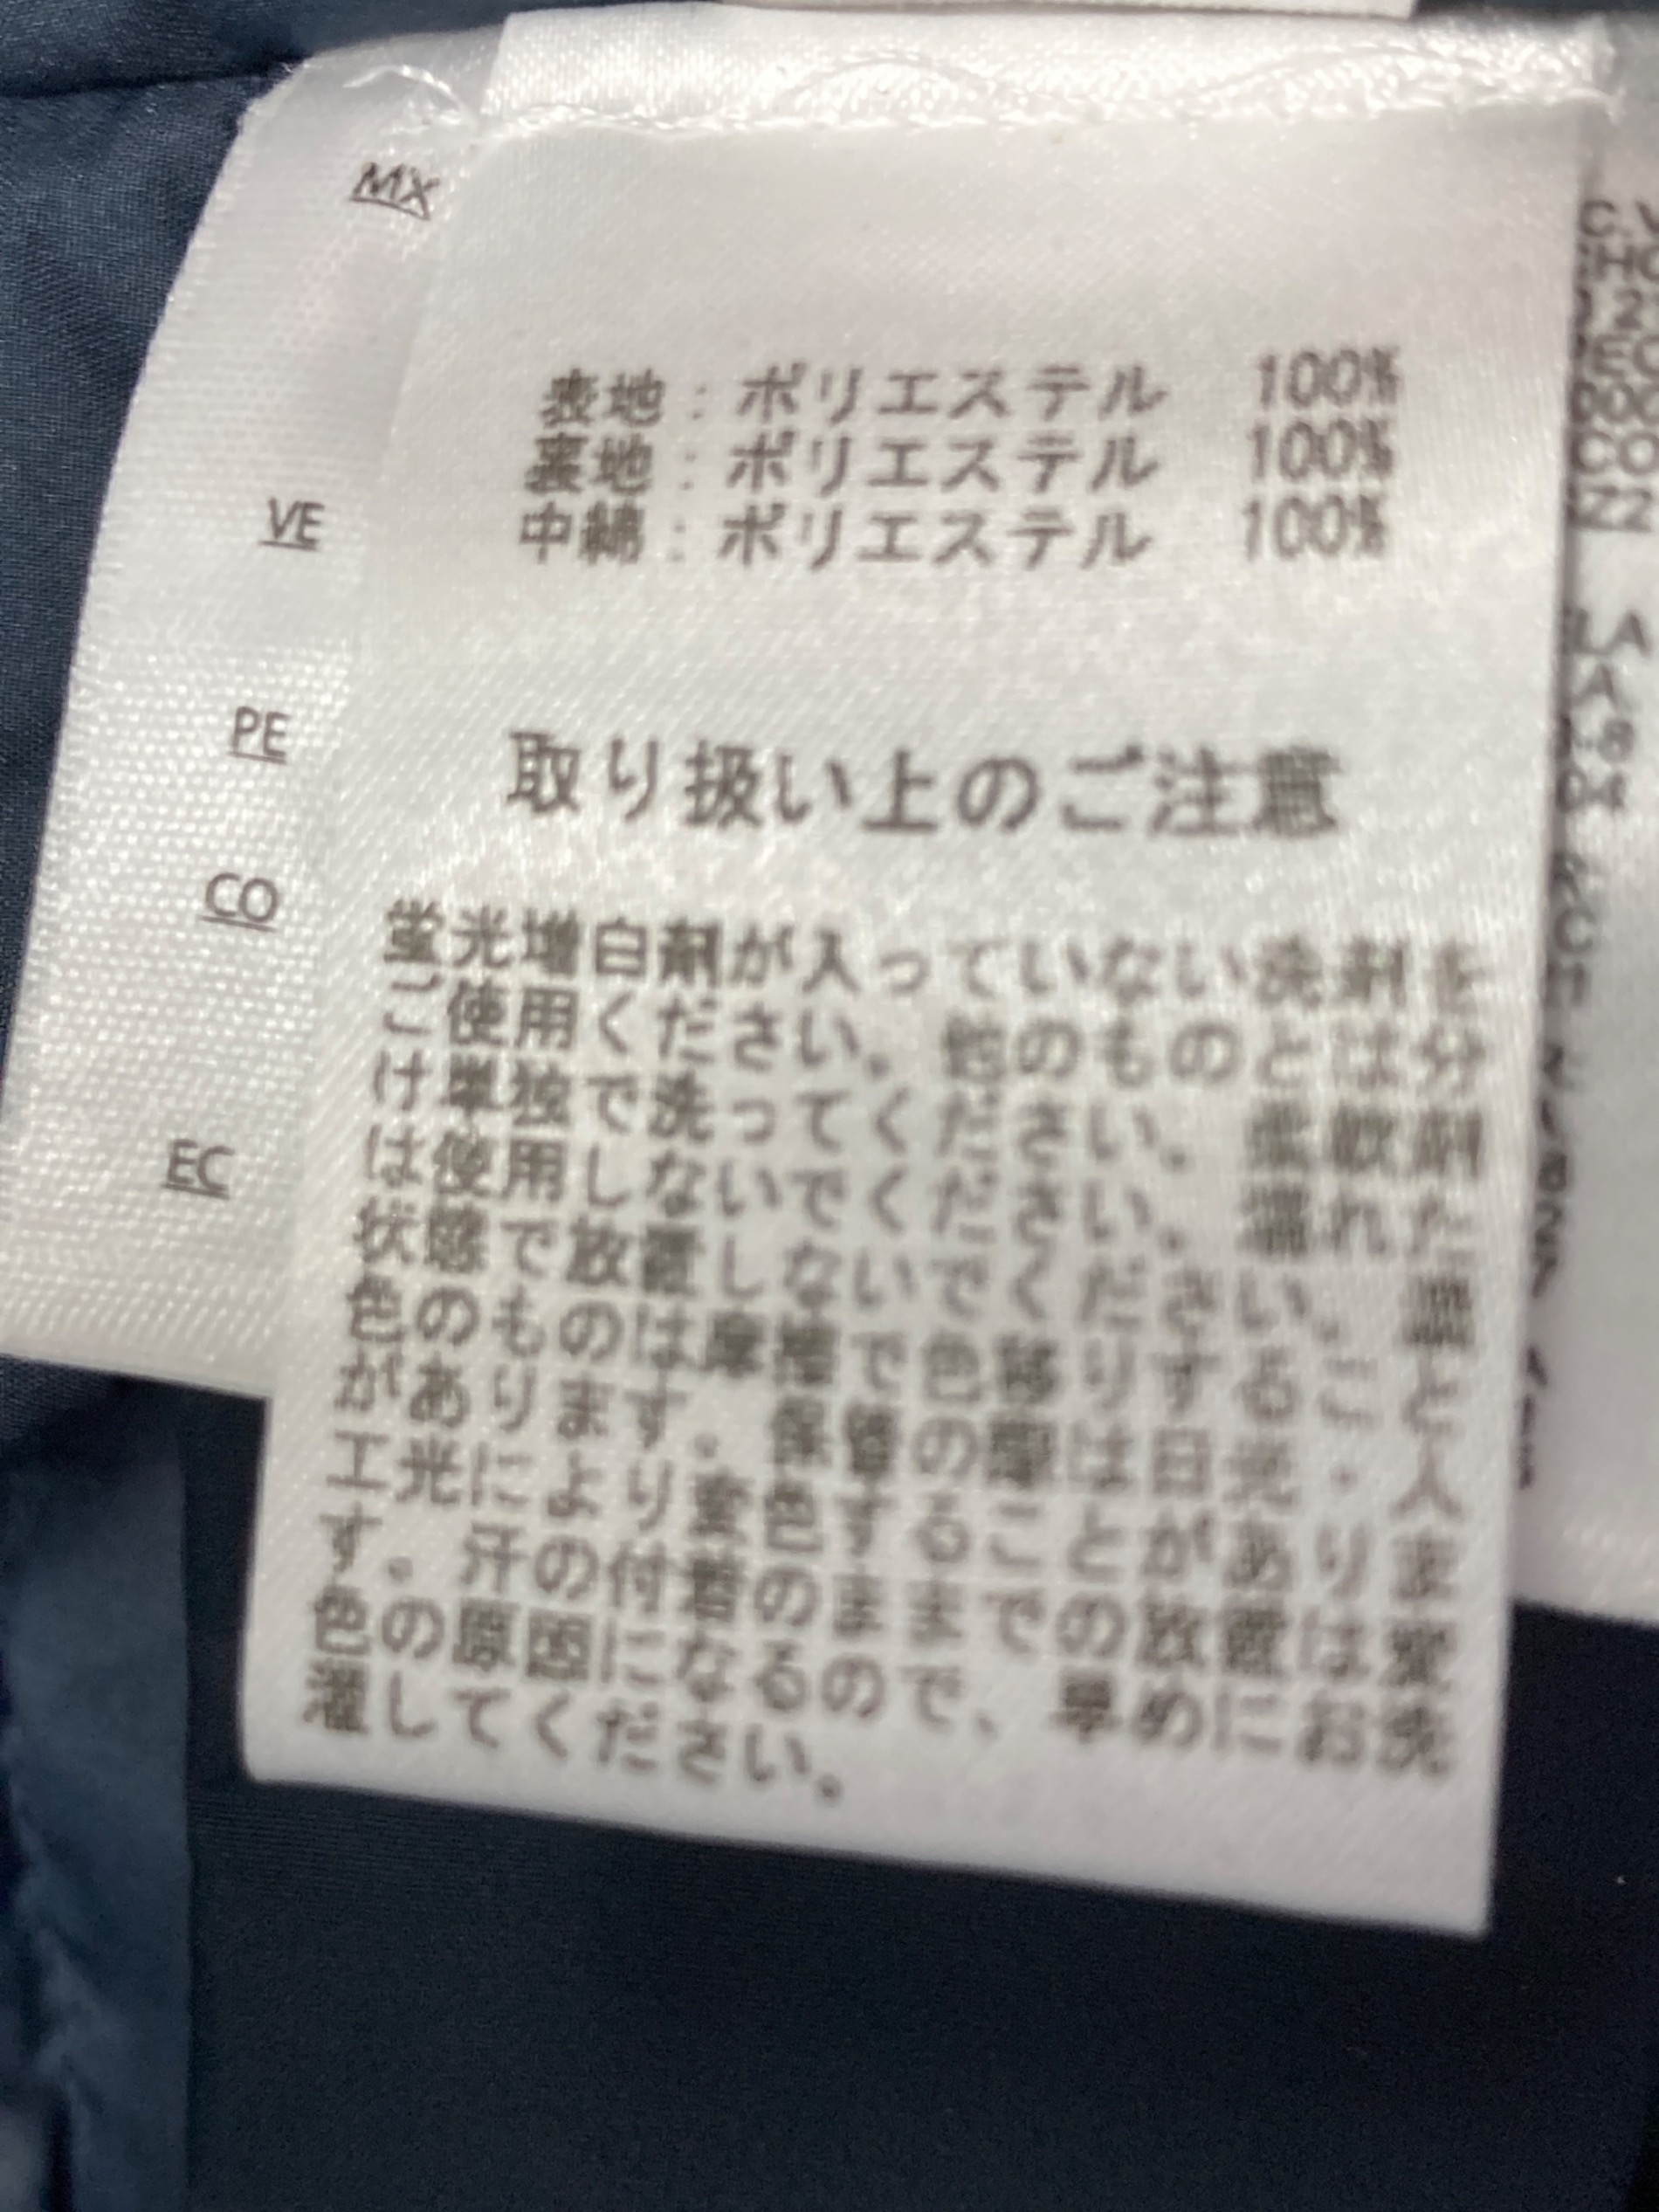 MX
VE
PE
CO
EC
表地：ポリエステル 100%
裏地：ポリエステル 100%
中綿：ポリエステル 100%
取り扱い上のご注意
蛍光増白剤が入っていない洗剤を
ご使用ください。他のものとは分
け単独で洗ってください。柔軟剤
は使用しないでください。濡れた
状態で放置しないでください。濃
色のものは摩擦で色移りすること
があります。保管の際は日光・人
工光により変色することがありま
す。汗の付着のままでの放置は変
色の原因になるので、早めにお洗
濯してください。
LA